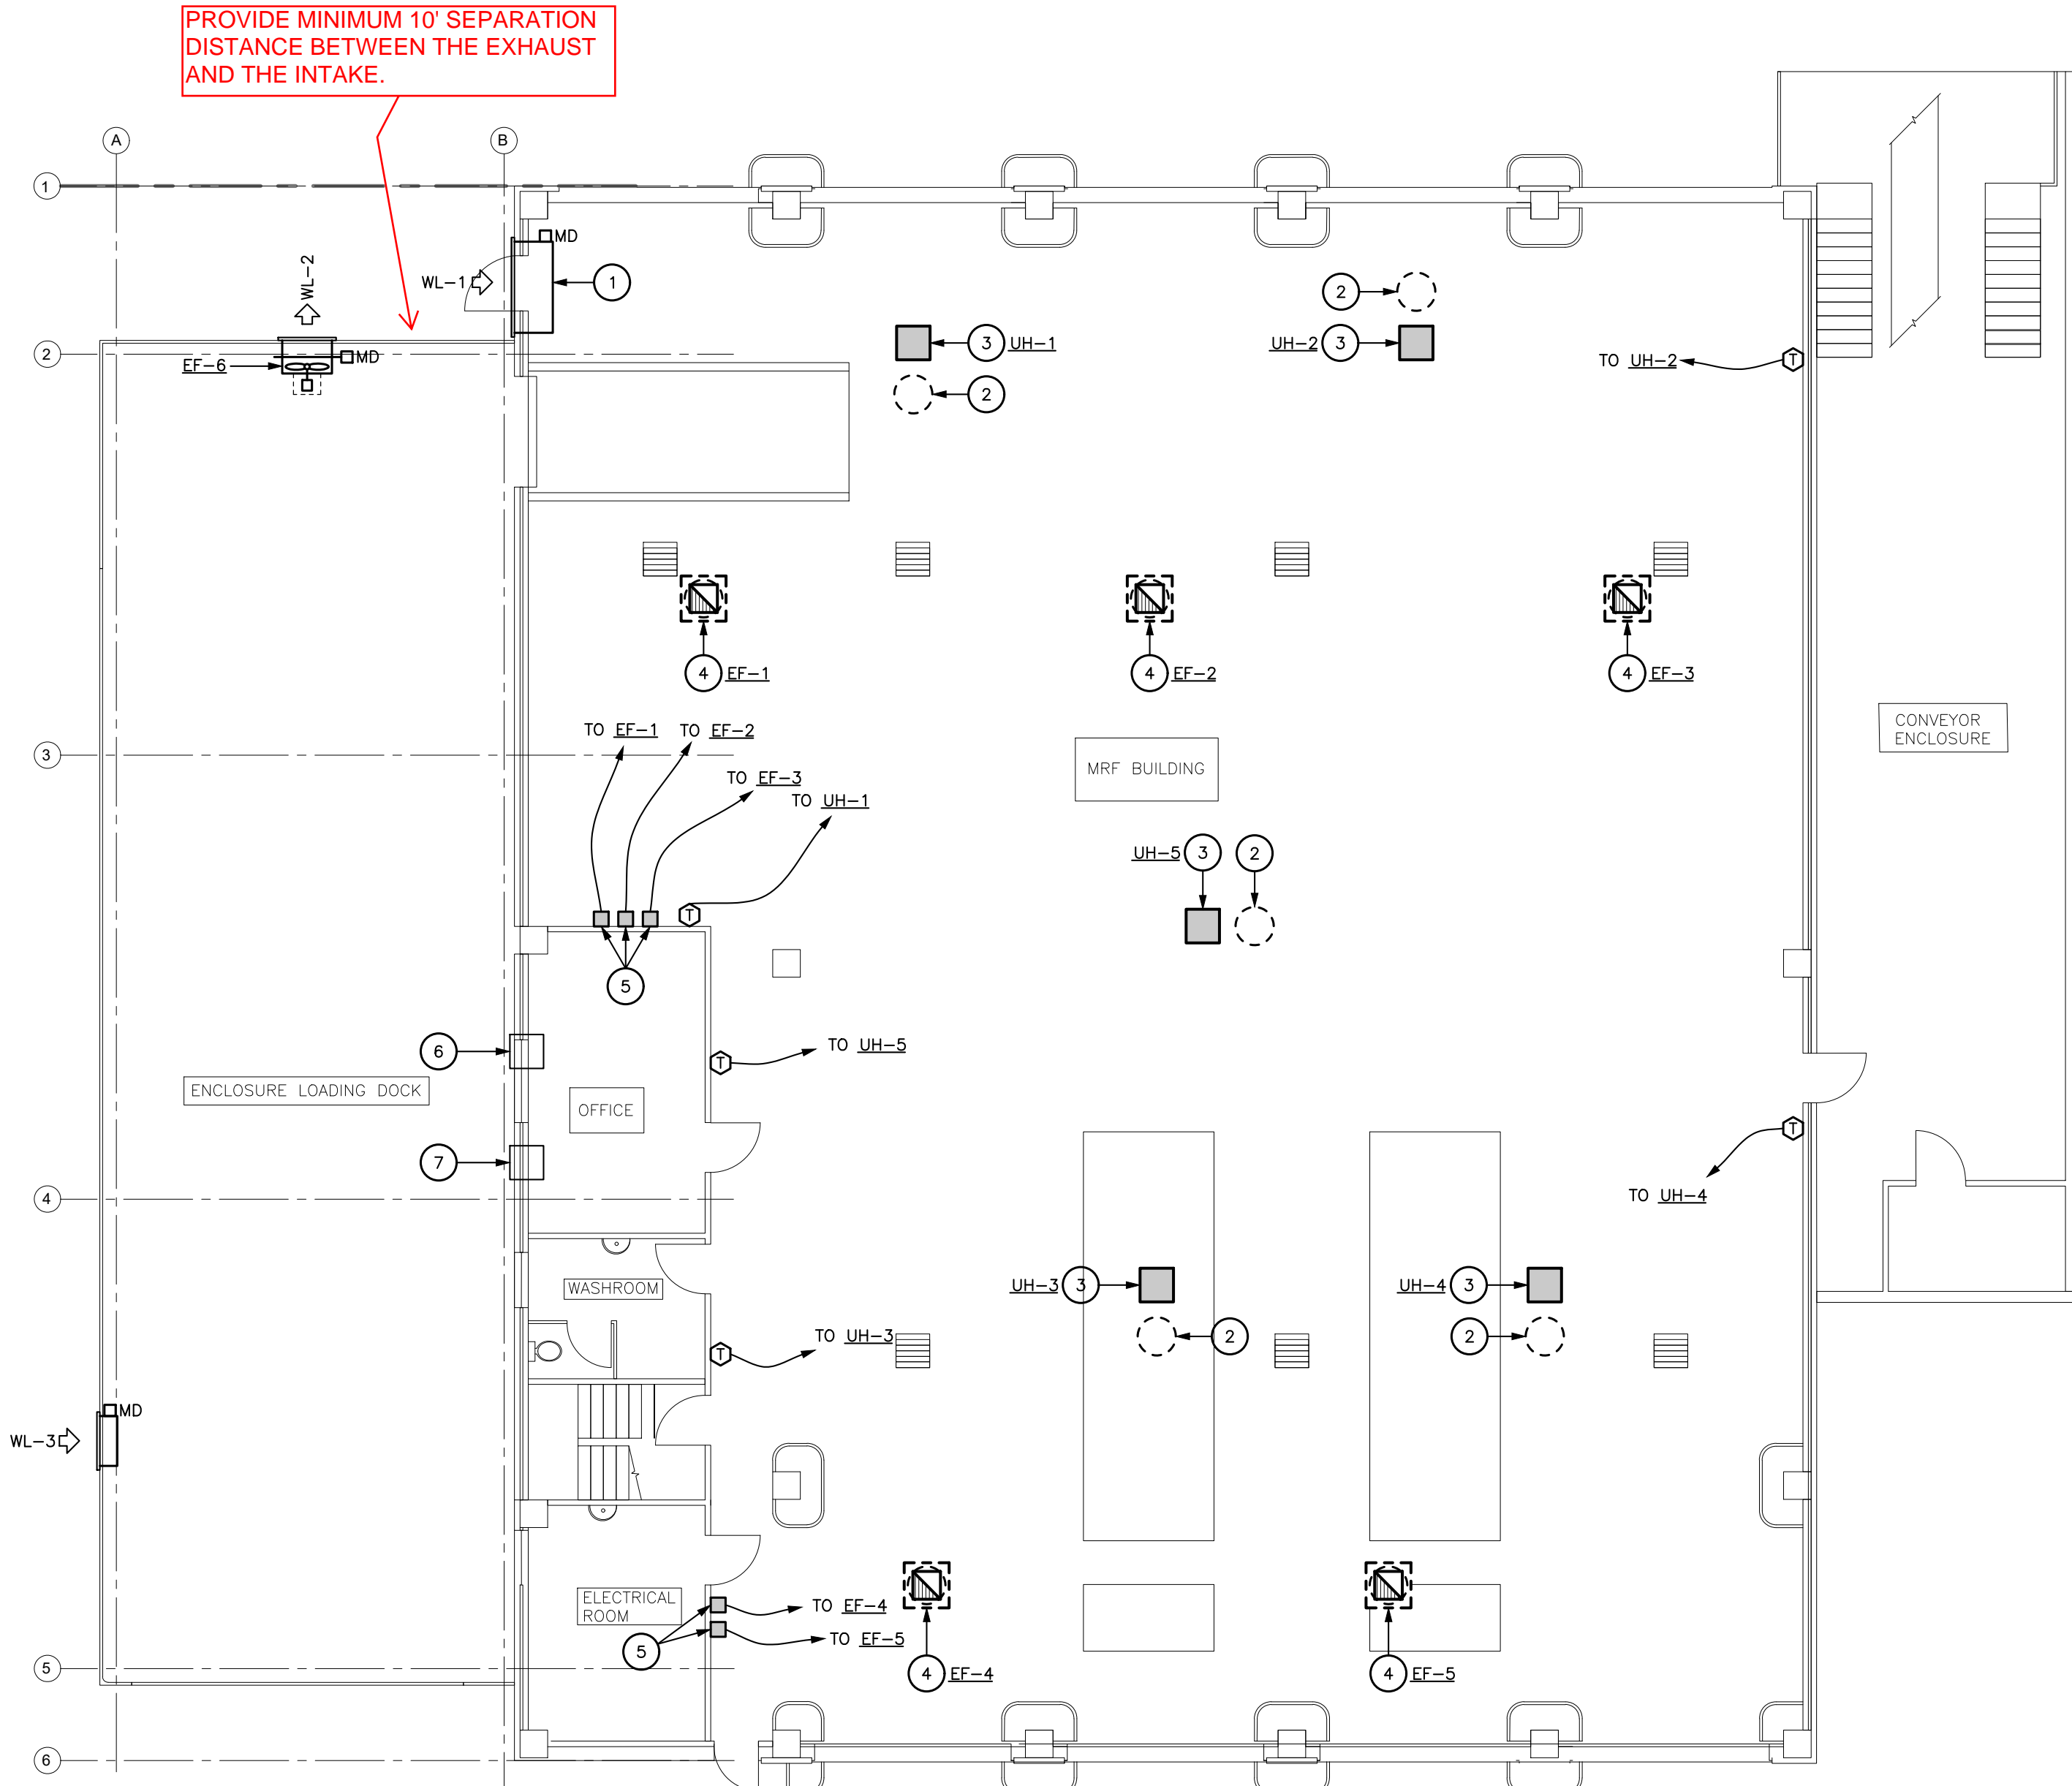 PROVIDE MINIMUM 10' SEPARATION
DISTANCE BETWEEN THE EXHAUST
AND THE INTAKE.
A
B
1
MD
WL-1
1
WL-2
2
2
MD
EF-6
3
UH-1
UH-2
3
TO UH-2
T
2
4
EF-1
4
EF-2
4
EF-3
CONVEYOR
ENCLOSURE
TO EF-1
TO EF-2
3
MRF BUILDING
TO EF-3
TO UH-1
UH-5
3
2
T
5
6
TO UH-5
T
ENCLOSURE LOADING DOCK
OFFICE
T
7
4
TO UH-4
WASHROOM
UH-3
3
UH-4
3
TO UH-3
T
2
2
MD
WL-3
ELECTRICAL
ROOM
TO EF-4
5
TO EF-5
5
4
EF-4
4
EF-5
6